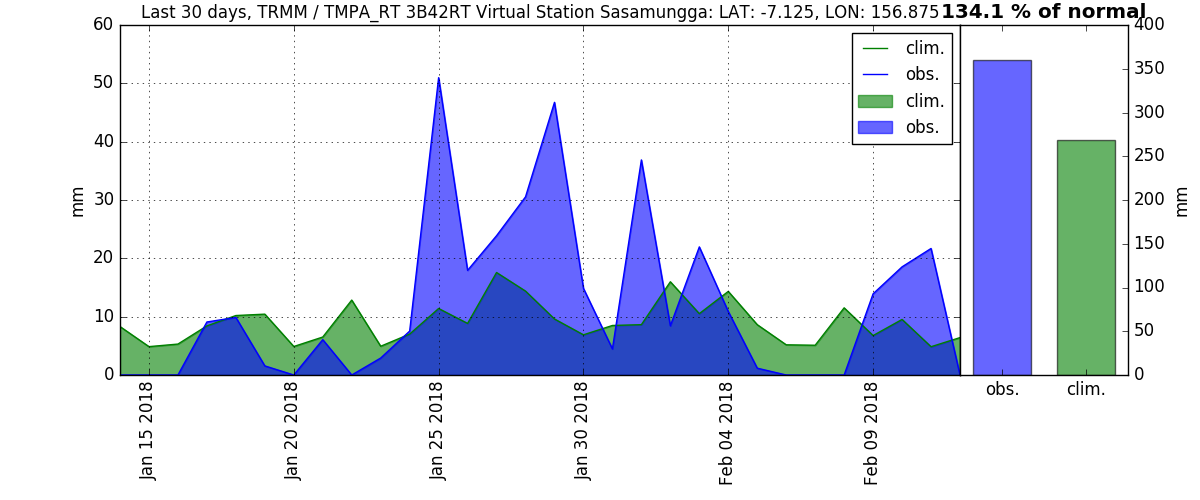 Last 30 days, TRMM / TMPA_RT 3B42RT Virtual Station Sasamungga: LAT: -7.125, LON: 156.875
134.1 % of normal
60
50
40
30
20
10
0
mm
clim.
obs.
clim.
obs.
Jan 15 2018
Jan 20 2018
Jan 25 2018
Jan 30 2018
Feb 04 2018
Feb 09 2018
400
350
300
250
200
150
100
50
0
mm
obs.
clim.